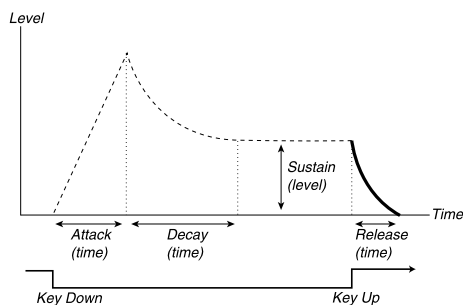 Level
Sustain
(level)
Time
Attack
(time)
Decay
(time)
Release
(time)
Key Down
Key Up